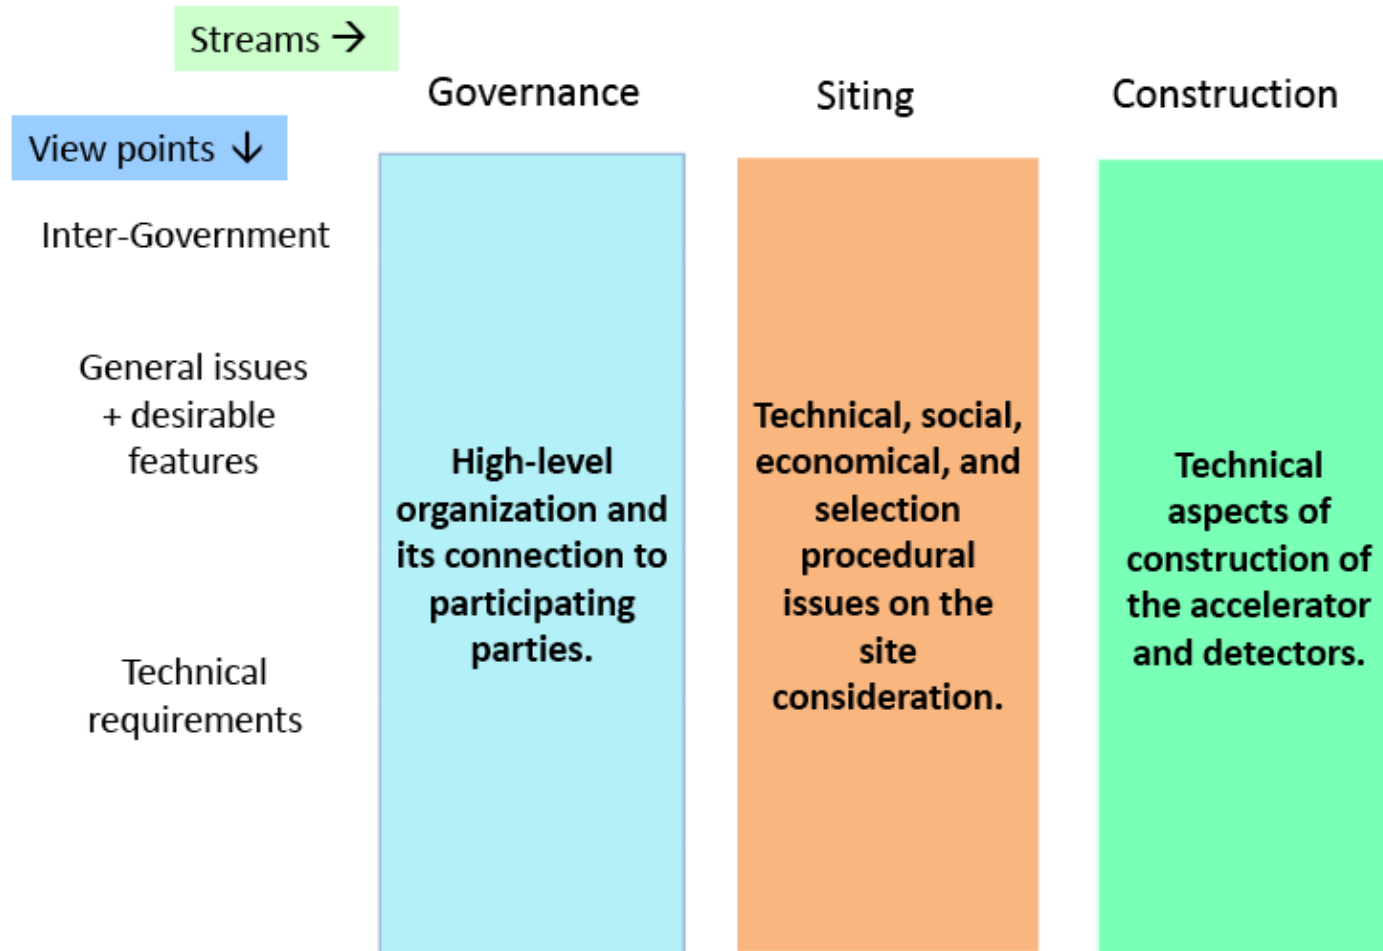 Streams →
Governance
Siting
Construction
View points ↓
Inter-Government
General issues
+ desirable
features
Technical
requirements
High-level
organization and
its connection to
participating
parties.
Technical, social,
economical, and
selection
procedural
issues on the
site
consideration.
Technical
aspects of
construction of
the accelerator
and detectors.